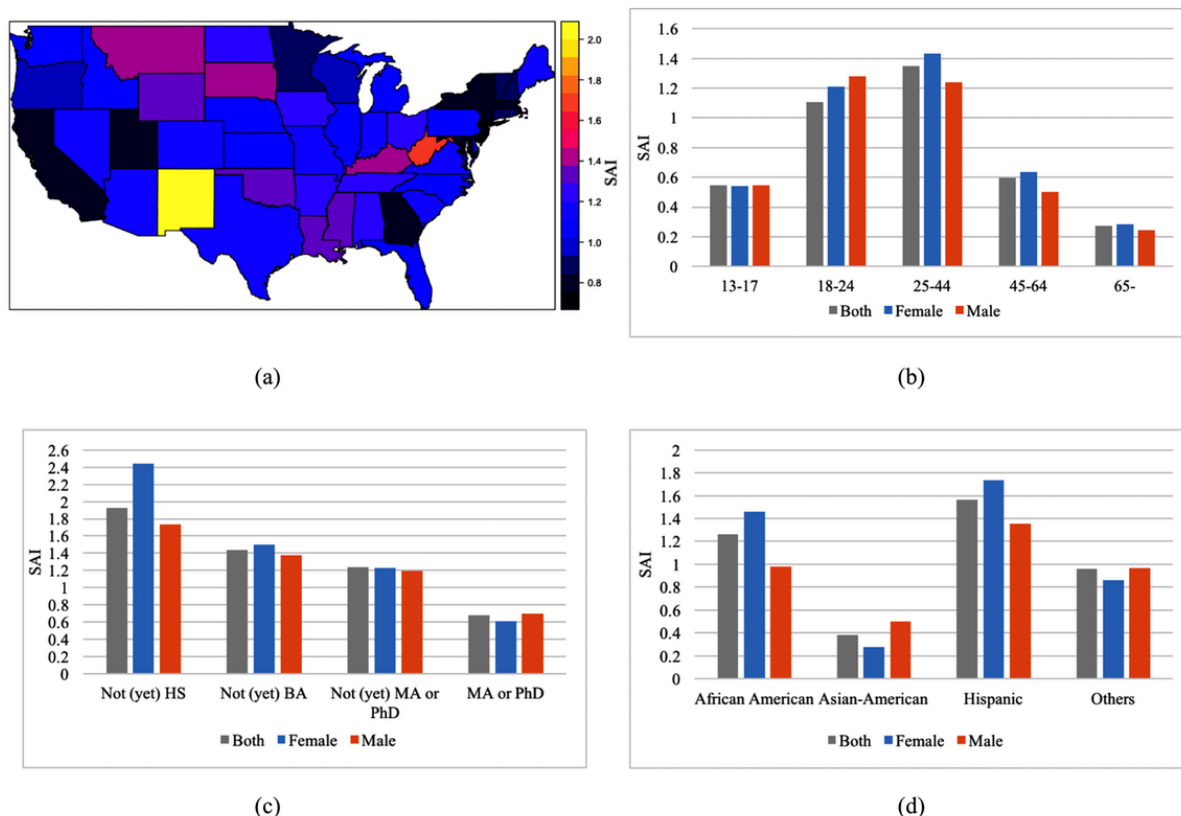 2.0
1.8
1.6
1.4
1.2
1.0
0.8
SAI
(a)
1.6
1.4
1.2
1
0.8
0.6
0.4
0.2
0
SAI
13-17 18-24 25-44 45-64 65-
Both Female Male
(b)
2.6
2.4
2.2
2
1.8
1.6
1.4
1.2
1
0.8
0.6
0.4
0.2
0
SAI
Not (yet) HS Not (yet) BA Not (yet) MA or MA or PhD
PhD
Both Female Male
(c)
2
1.8
1.6
1.4
1.2
1
0.8
0.6
0.4
0.2
0
SAI
African American Asian-American Hispanic Others
Both Female Male
(d)